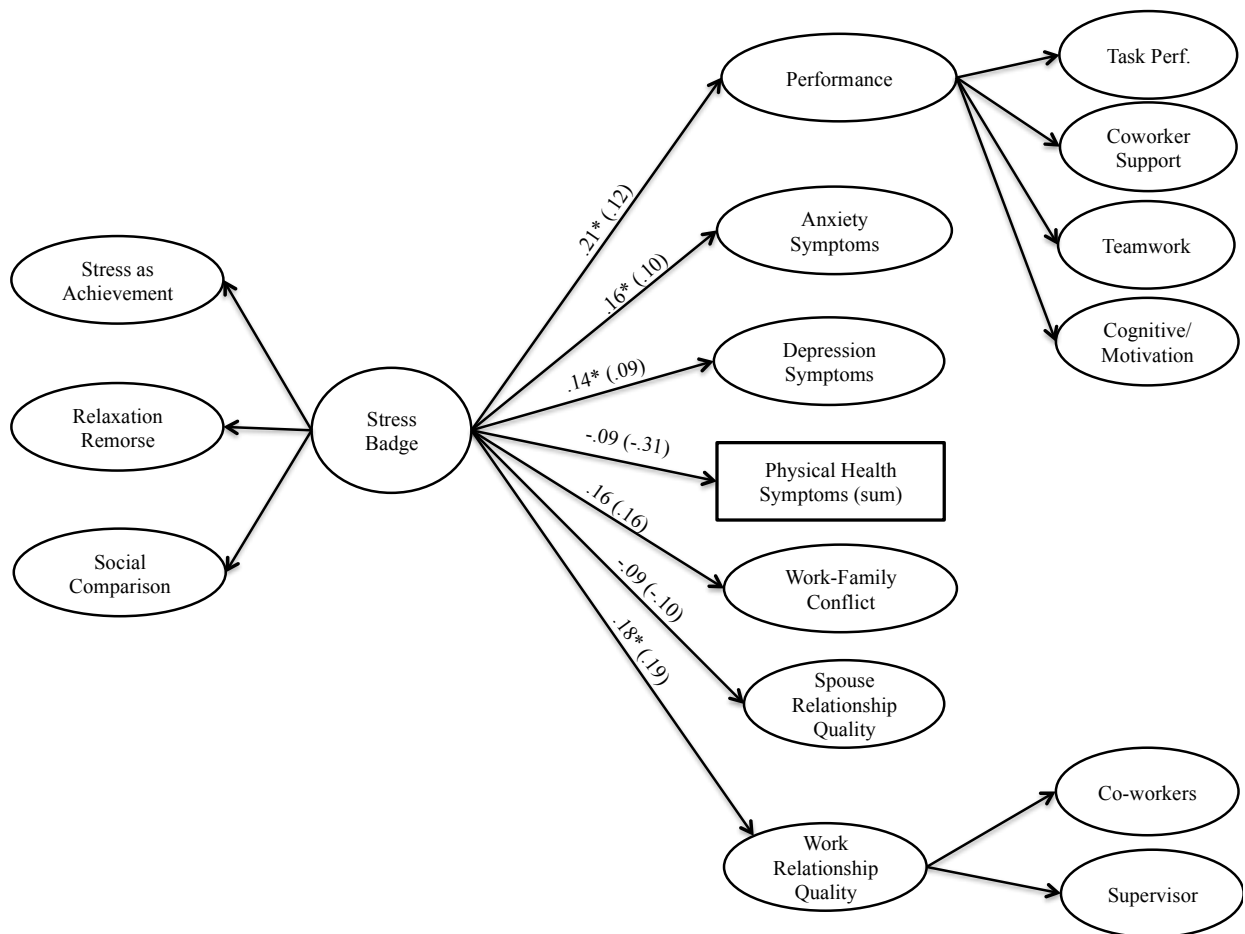 Stress as
Achievement
Relaxation
Remorse
Social
Comparison
Stress
Badge
.21* (.12)
.16* (.10)
.14* (.09)
-.09 (-.31)
.16 (.16)
-.09 (-.10)
.18* (.19)
Performance
Anxiety
Symptoms
Depression
Symptoms
Physical Health
Symptoms (sum)
Work-Family
Conflict
Spouse
Relationship
Quality
Work
Relationship
Quality
Task Perf.
Coworker
Support
Teamwork
Cognitive/
Motivation
Co-workers
Supervisor